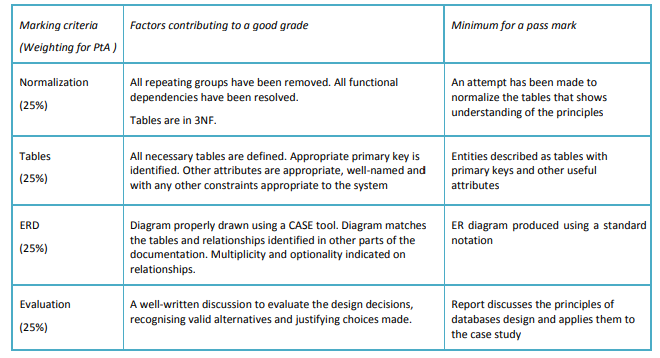 Marking criteria
(Weighting for PtA )
Factors contributing to a good grade
Minimum for a pass mark
Normalization
(25%)
All repeating groups have been removed. All functional
dependencies have been resolved.
Tables are in 3NF.
An attempt has been made to
normalize the tables that shows
understanding of the principles
Tables
(25%)
All necessary tables are defined. Appropriate primary key is
identified. Other attributes are appropriate, well-named and
with any other constraints appropriate to the system
Entities described as tables with
primary keys and other useful
attributes
ERD
(25%)
Diagram properly drawn using a CASE tool. Diagram matches
the tables and relationships identified in other parts of the
documentation. Multiplicity and optionality indicated on
relationships.
ER diagram produced using a standard
notation
Evaluation
(25%)
A well-written discussion to evaluate the design decisions,
recognising valid alternatives and justifying choices made.
Report discusses the principles of
databases design and applies them to
the case study